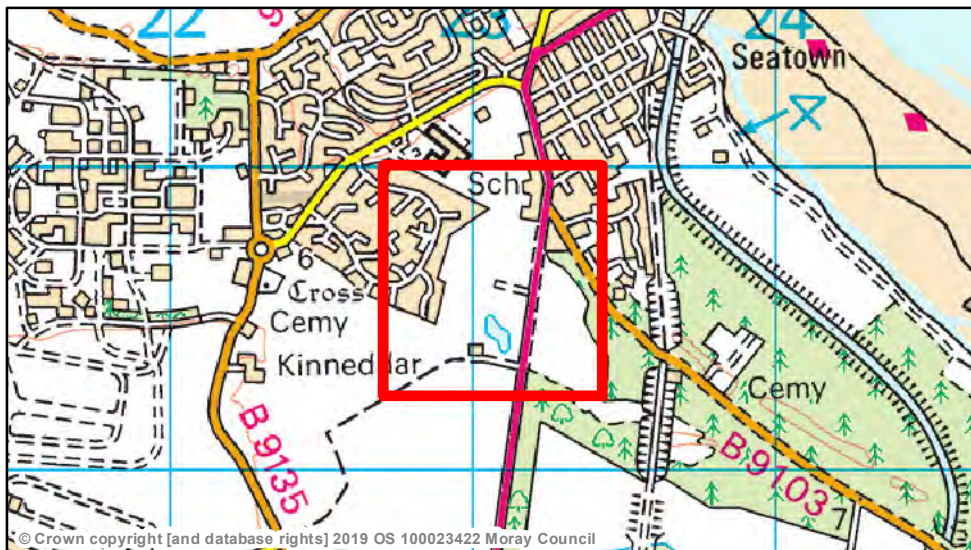 22
23
24
Seatown
Sch
6
Cross
Cemy
Kinneddar
Cemy
B 9135
B 9103
7
© Crown copyright [and database rights] 2019 OS 100023422 Moray Council